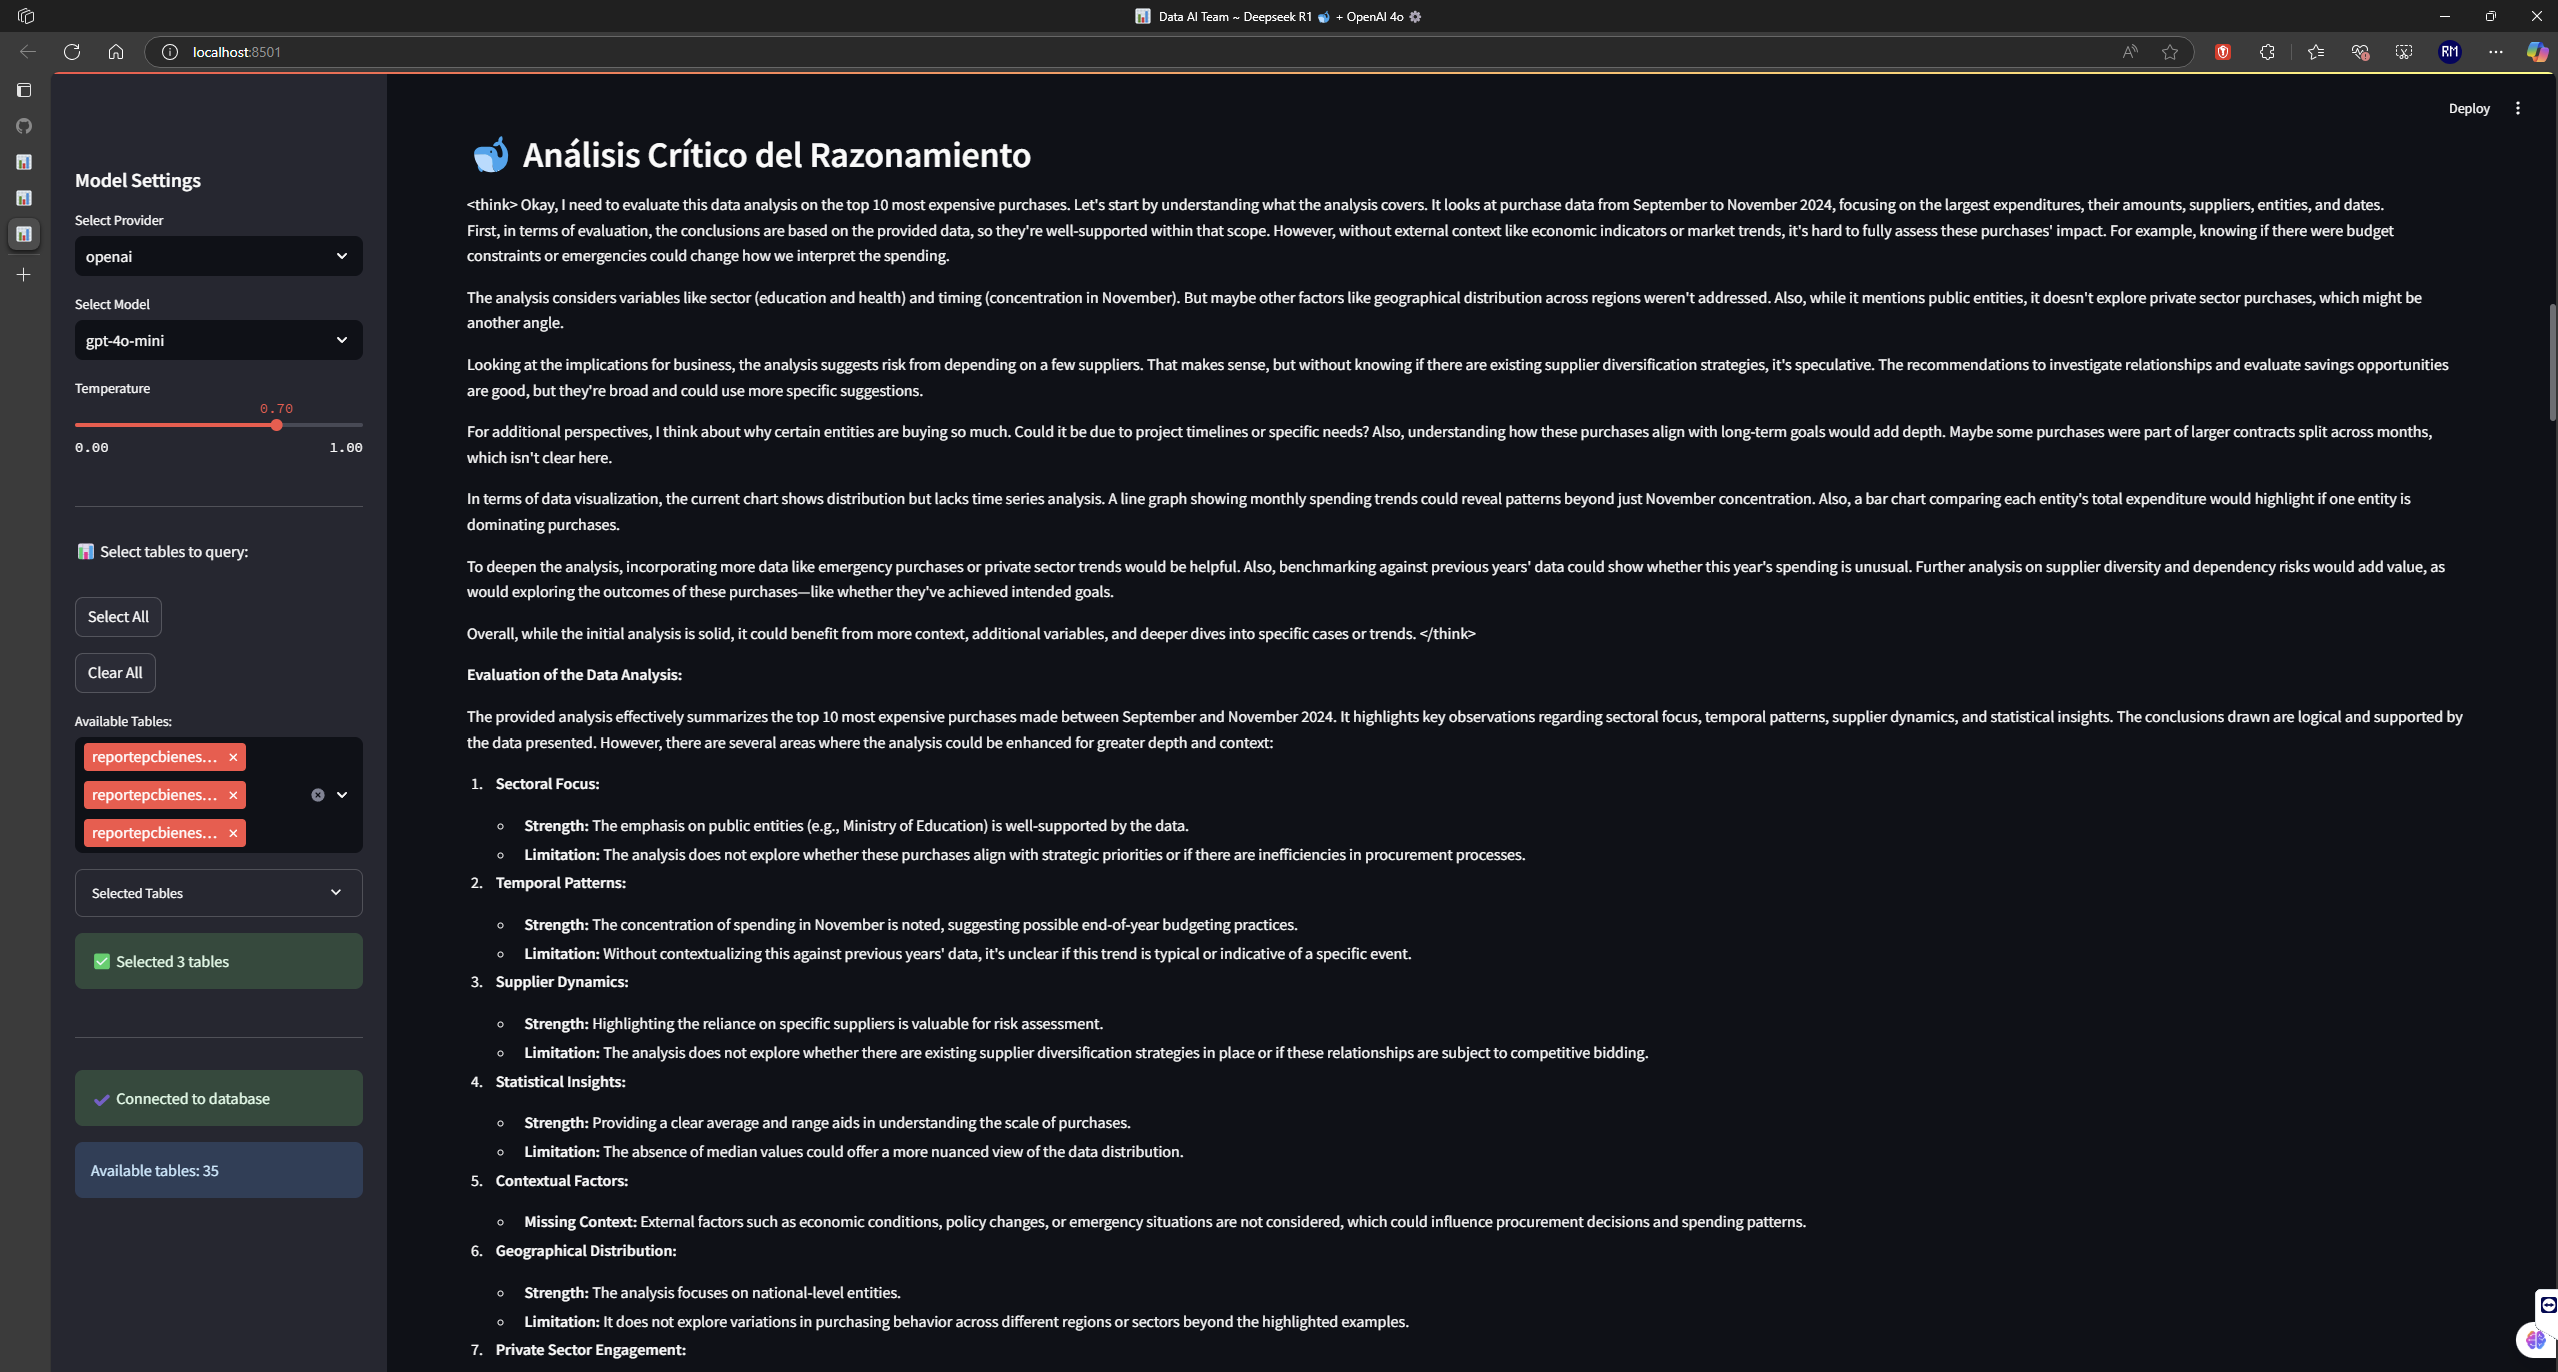 Data AI Team ~ Deepseek R1 🐳 + OpenAI 4o ⚙
localhost:8501
RM
Deploy
Model Settings
Select Provider
openai
Select Model
gpt-4o-mini
Temperature
0.70
0.00
1.00
Select tables to query:
Select All
Clear All
Available Tables:
reportepcbienes...
reportepcbienes...
reportepcbienes...
Selected Tables
Selected 3 tables
Connected to database
Available tables: 35
Análisis Crítico del Razonamiento
<think> Okay, I need to evaluate this data analysis on the top 10 most expensive purchases. Let's start by understanding what the analysis covers. It looks at purchase data from September to November 2024, focusing on the largest expenditures, their amounts, suppliers, entities, and dates.
First, in terms of evaluation, the conclusions are based on the provided data, so they're well-supported within that scope. However, without external context like economic indicators or market trends, it's hard to fully assess these purchases' impact. For example, knowing if there were budget
constraints or emergencies could change how we interpret the spending.
The analysis considers variables like sector (education and health) and timing (concentration in November). But maybe other factors like geographical distribution across regions weren't addressed. Also, while it mentions public entities, it doesn't explore private sector purchases, which might be
another angle.
Looking at the implications for business, the analysis suggests risk from depending on a few suppliers. That makes sense, but without knowing if there are existing supplier diversification strategies, it's speculative. The recommendations to investigate relationships and evaluate savings opportunities
are good, but they're broad and could use more specific suggestions.
For additional perspectives, I think about why certain entities are buying so much. Could it be due to project timelines or specific needs? Also, understanding how these purchases align with long-term goals would add depth. Maybe some purchases were part of larger contracts split across months,
which isn't clear here.
In terms of data visualization, the current chart shows distribution but lacks time series analysis. A line graph showing monthly spending trends could reveal patterns beyond just November concentration. Also, a bar chart comparing each entity's total expenditure would highlight if one entity is
dominating purchases.
To deepen the analysis, incorporating more data like emergency purchases or private sector trends would be helpful. Also, benchmarking against previous years' data could show whether this year's spending is unusual. Further analysis on supplier diversity and dependency risks would add value, as
would exploring the outcomes of these purchases—like whether they've achieved intended goals.
Overall, while the initial analysis is solid, it could benefit from more context, additional variables, and deeper dives into specific cases or trends. </think>
Evaluation of the Data Analysis:
The provided analysis effectively summarizes the top 10 most expensive purchases made between September and November 2024. It highlights key observations regarding sectoral focus, temporal patterns, supplier dynamics, and statistical insights. The conclusions drawn are logical and supported by
the data presented. However, there are several areas where the analysis could be enhanced for greater depth and context:
1. Sectoral Focus:
Strength: The emphasis on public entities (e.g., Ministry of Education) is well-supported by the data.
Limitation: The analysis does not explore whether these purchases align with strategic priorities or if there are inefficiencies in procurement processes.
2. Temporal Patterns:
Strength: The concentration of spending in November is noted, suggesting possible end-of-year budgeting practices.
Limitation: Without contextualizing this against previous years' data, it's unclear if this trend is typical or indicative of a specific event.
3. Supplier Dynamics:
Strength: Highlighting the reliance on specific suppliers is valuable for risk assessment.
Limitation: The analysis does not explore whether there are existing supplier diversification strategies in place or if these relationships are subject to competitive bidding.
4. Statistical Insights:
Strength: Providing a clear average and range aids in understanding the scale of purchases.
Limitation: The absence of median values could offer a more nuanced view of the data distribution.
5. Contextual Factors:
Missing Context: External factors such as economic conditions, policy changes, or emergency situations are not considered, which could influence procurement decisions and spending patterns.
6. Geographical Distribution:
Strength: The analysis focuses on national-level entities.
Limitation: It does not explore variations in purchasing behavior across different regions or sectors beyond the highlighted examples.
7. Private Sector Engagement: